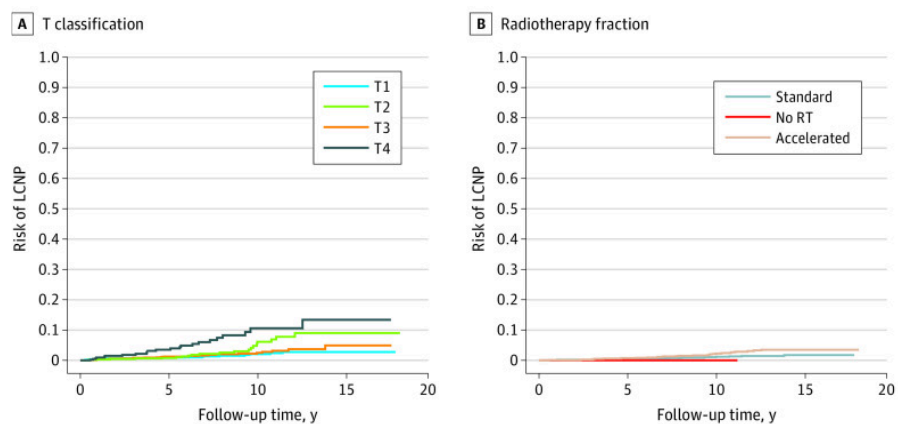 A T classification
1.0
0.9
0.8
0.7
0.6
0.5
0.4
0.3
0.2
0.1
0
Risk of LCNP
T1
T2
T3
T4
0 5 10 15 20
Follow-up time, y
B Radiotherapy fraction
1.0
0.9
0.8
0.7
0.6
0.5
0.4
0.3
0.2
0.1
0
Risk of LCNP
Standard
No RT
Accelerated
0 5 10 15 20
Follow-up time, y